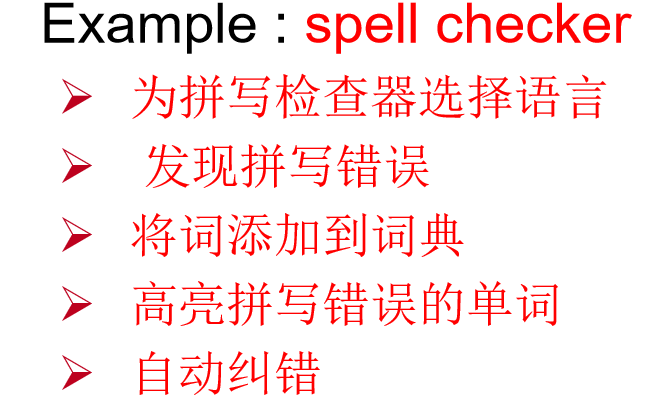 Example : spell checker
➢ 为拼写检查器选择语言
➢ 发现拼写错误
➢ 将词添加到词典
➢ 高亮拼写错误的单词
➢ 自动纠错